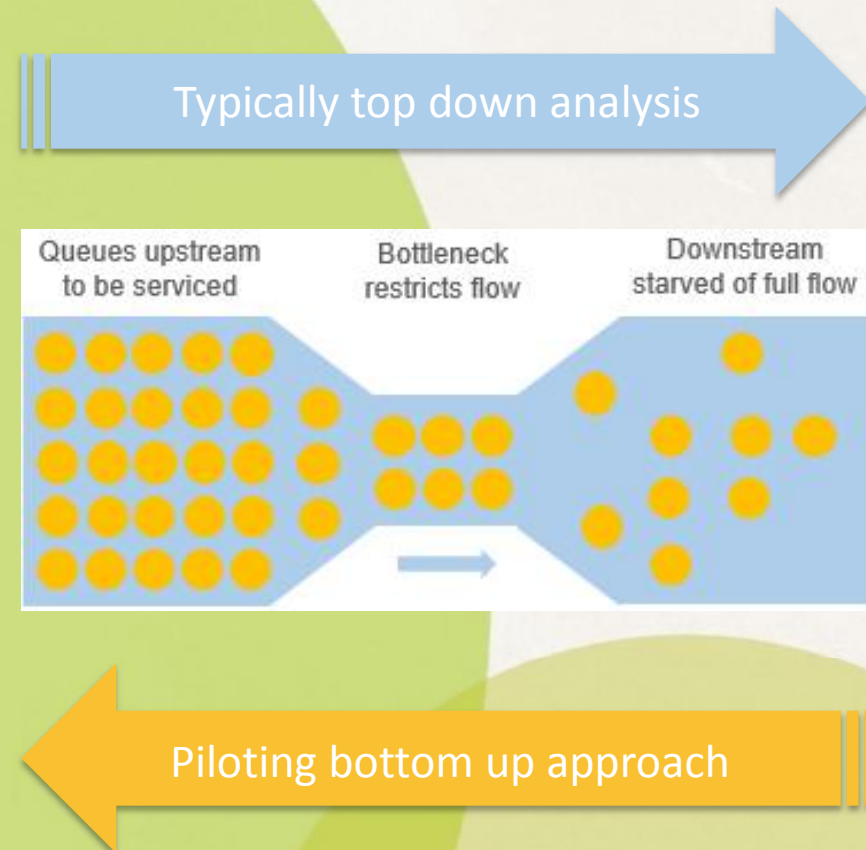 Typically top down analysis
Queues upstream
to be serviced
Bottleneck
restricts flow
Downstream
starved of full flow
Piloting bottom up approach